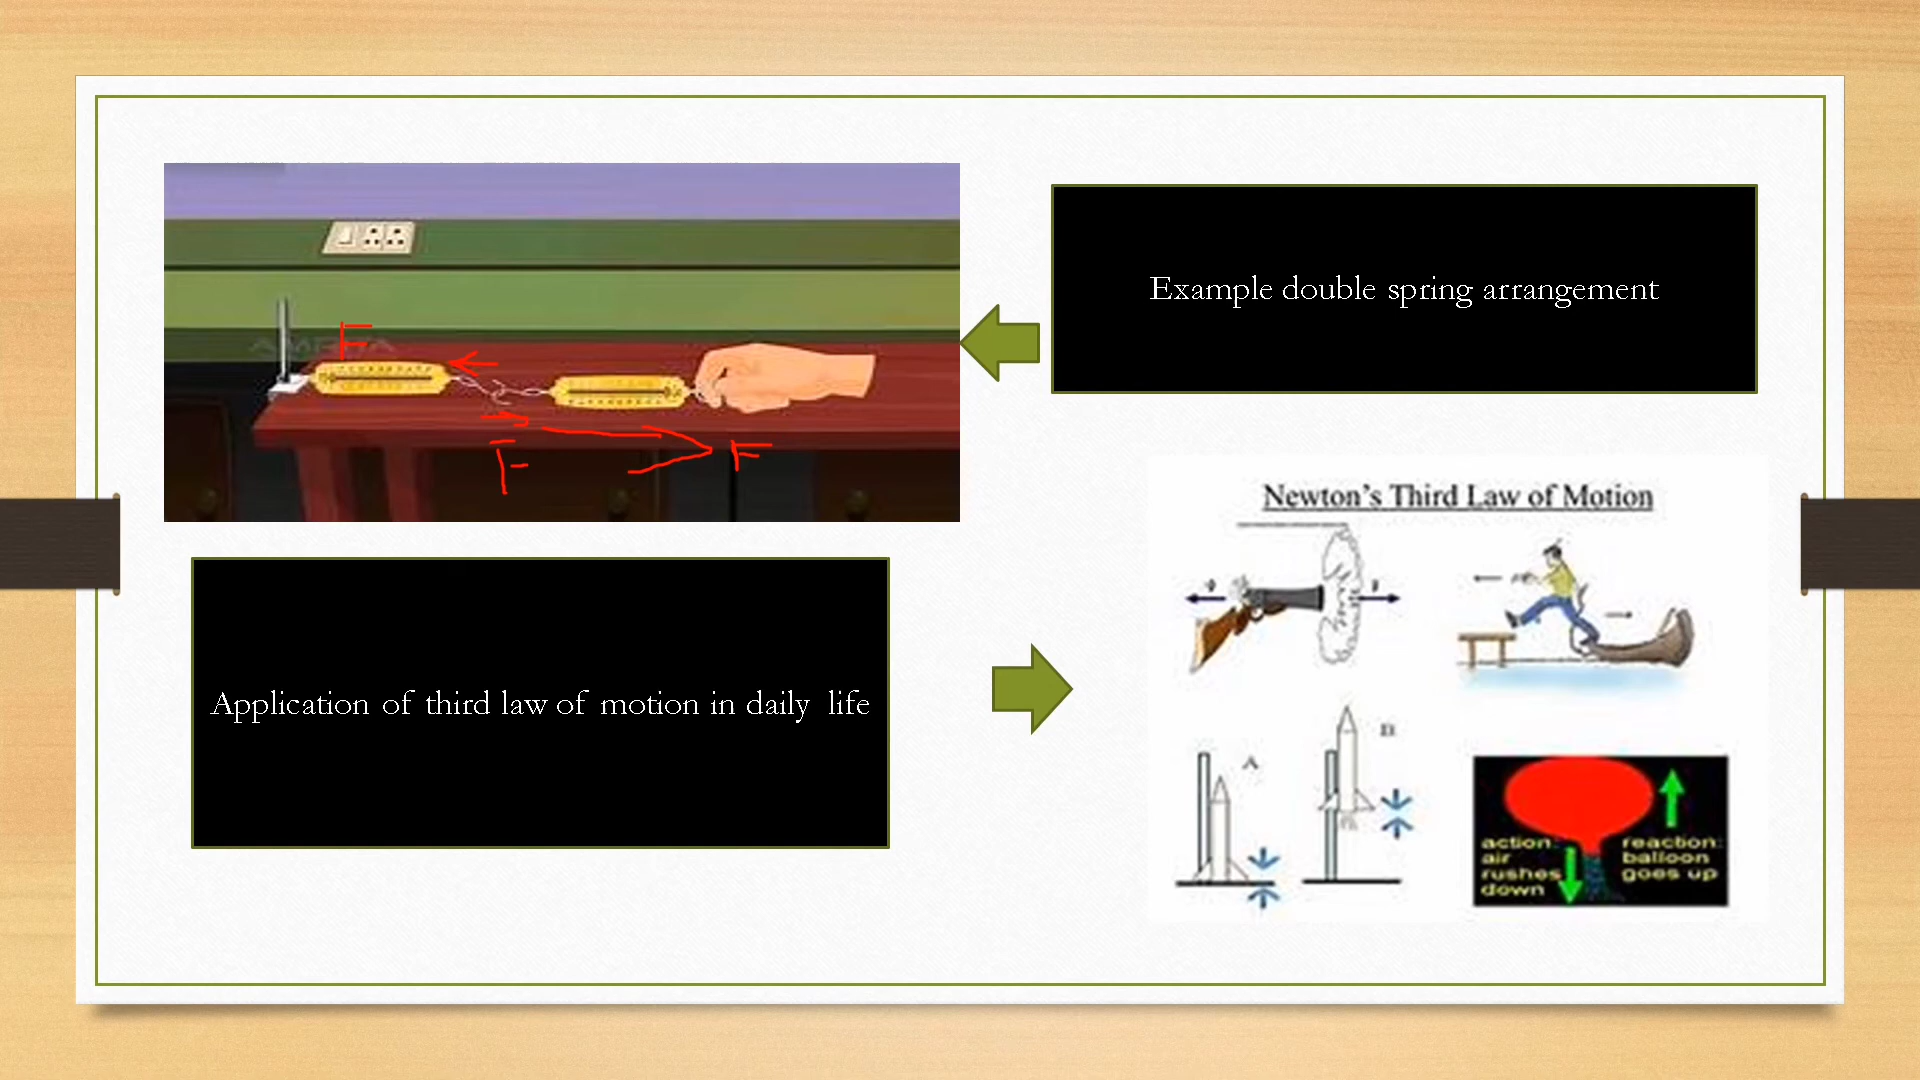 Example double spring arrangement
F
F
F
Application of third law of motion in daily life
Newton's Third Law of Motion
A
B
action:
air
rushes
down
reaction:
balloon
goes up